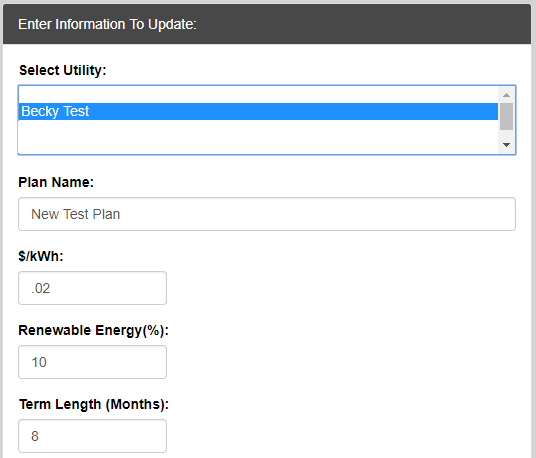 Enter Information To Update:
Select Utility:
Becky Test
Plan Name:
New Test Plan
$/kWh:
.02
Renewable Energy(%):
10
Term Length (Months):
8